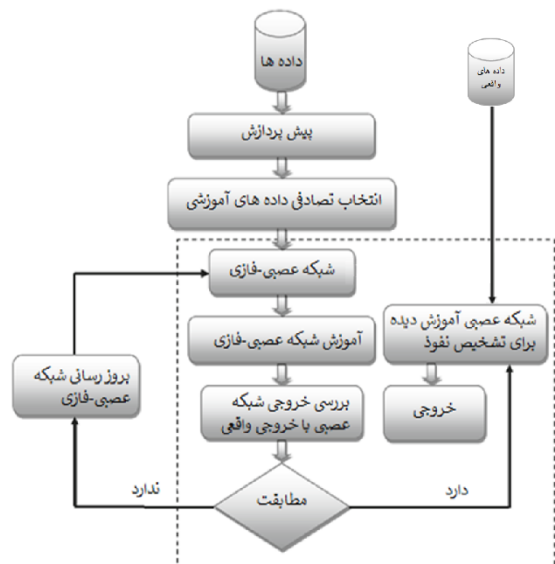 داده ها
داده های
واقعی
پیش پردازش
انتخاب تصادفی داده های آموزشی
شبکه عصبی-فازی
شبکه عصبی آموزش دیده
برای تشخیص نفوذ
آموزش شبکه عصبی-فازی
بروز رسانی شبکه
عصبی-فازی
بررسی خروجی شبکه
عصبی با خروجی واقعی
خروجی
مطابقت
دارد
ندارد